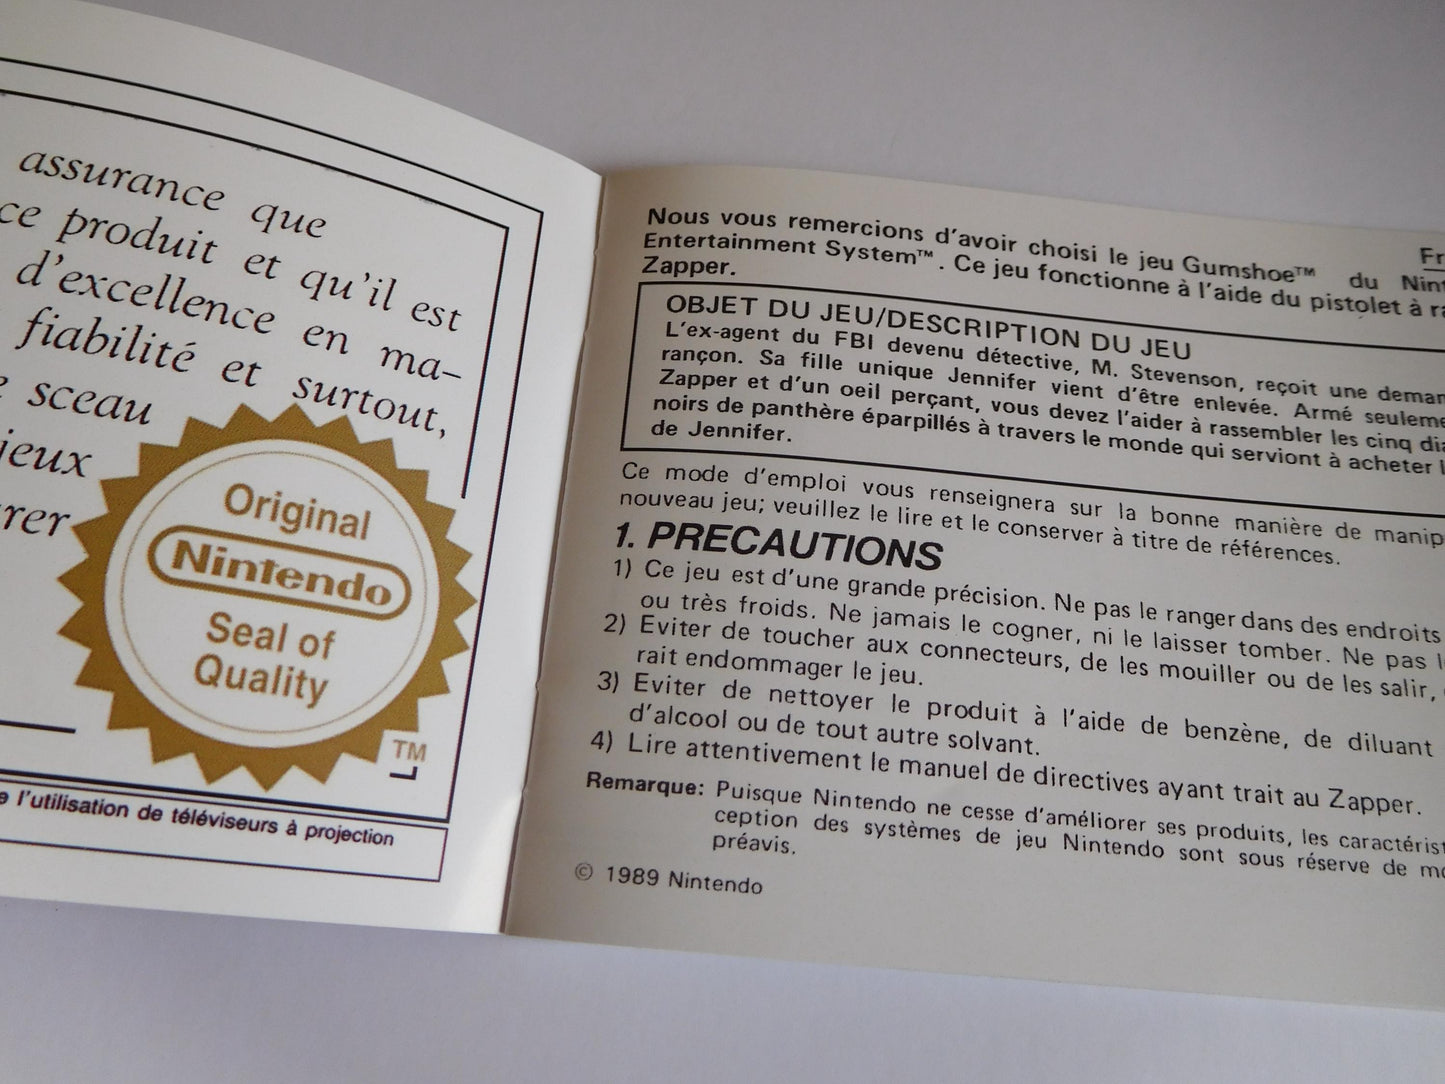 assurance que
ce produit et qu'il est
d'excellence en ma-
fiabilité et surtout,
sceau
jeux
rer
Original
Nintendo
Seal of
Quality
TM
l'utilisation de téléviseurs à projection
Nous vous remercions d'avoir choisi le jeu Gumshoe™ du
Entertainment System™. Ce jeu fonctionne à l'aide du pistolet à
Zapper.
OBJET DU JEU/DESCRIPTION DU JEU
L'ex-agent du FBI devenu détective, M. Stevenson, reçoit une
rançon. Sa fille unique Jennifer vient d'être enlevée. Armé
Zapper et d'un oeil perçant, vous devez l'aider à rassembler les cinq
noirs de panthère éparpillés à travers le monde qui serviont à acheter
de Jennifer.
Ce mode d'emploi vous renseignera sur la bonne manière de
nouveau jeu; veuillez le lire et le conserver à titre de références.
1. PRECAUTIONS
1) Ce jeu est d'une grande précision. Ne pas le ranger dans des endroits
ou très froids. Ne jamais le cogner, ni le laisser tomber. Ne pas
2) Eviter de toucher aux connecteurs, de les mouiller ou de les salir,
rait endommager le jeu.
3) Eviter de nettoyer le produit à l'aide de benzène, de diluant
d'alcool ou de tout autre solvant.
4) Lire attentivement le manuel de directives ayant trait au Zapper.
Remarque: Puisque Nintendo ne cesse d'améliorer ses produits, les
ception des systèmes de jeu Nintendo sont sous réserve de
préavis.
© 1989 Nintendo